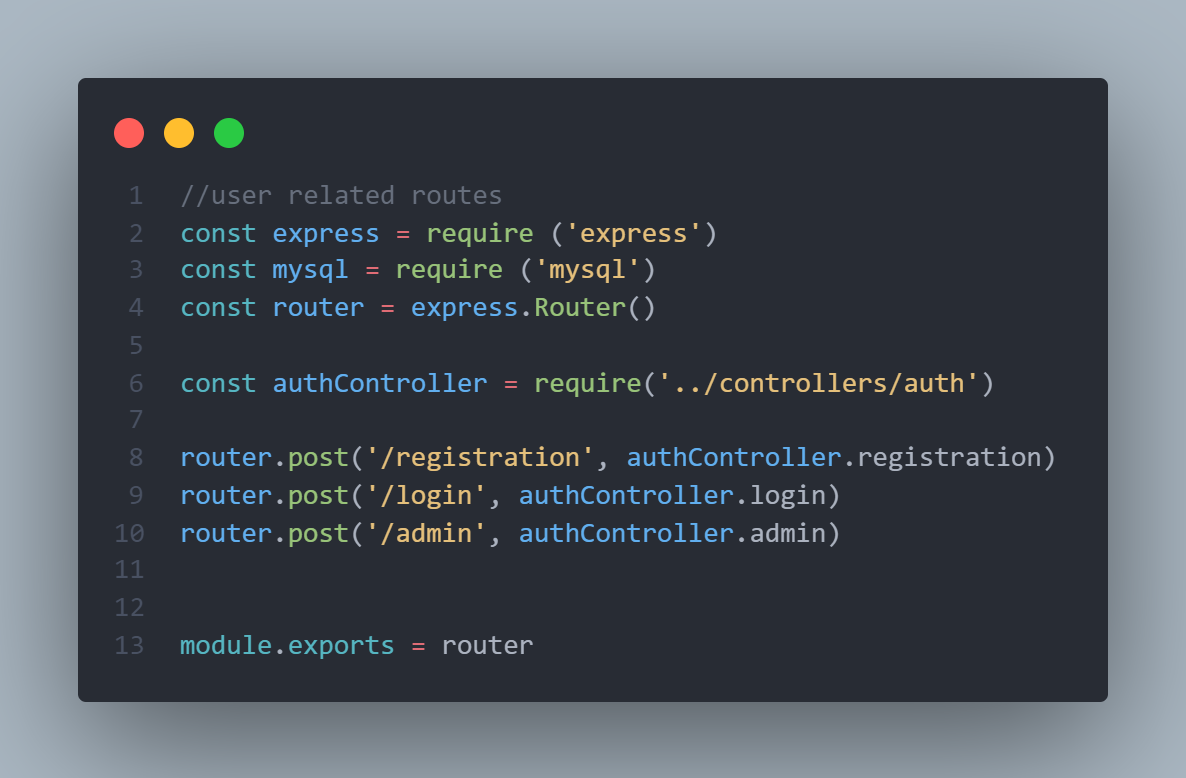 1 //user related routes
2 const express = require ('express')
3 const mysql = require ('mysql')
4 const router = express.Router()
5
6 const authController = require('../controllers/auth')
7
8 router.post('/registration', authController.registration)
9 router.post('/login', authController.login)
10 router.post('/admin', authController.admin)
11
12
13 module.exports = router